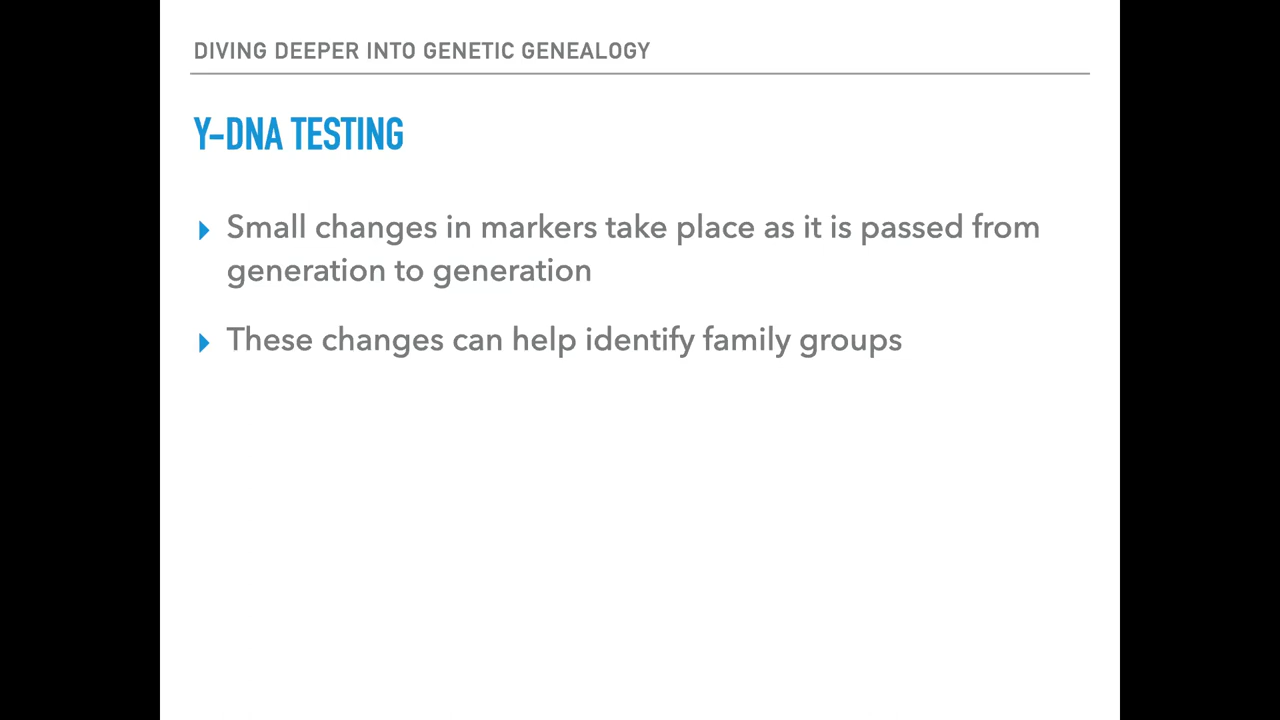 DIVING DEEPER INTO GENETIC GENEALOGY
Y-DNA TESTING
Small changes in markers take place as it is passed from
generation to generation
These changes can help identify family groups